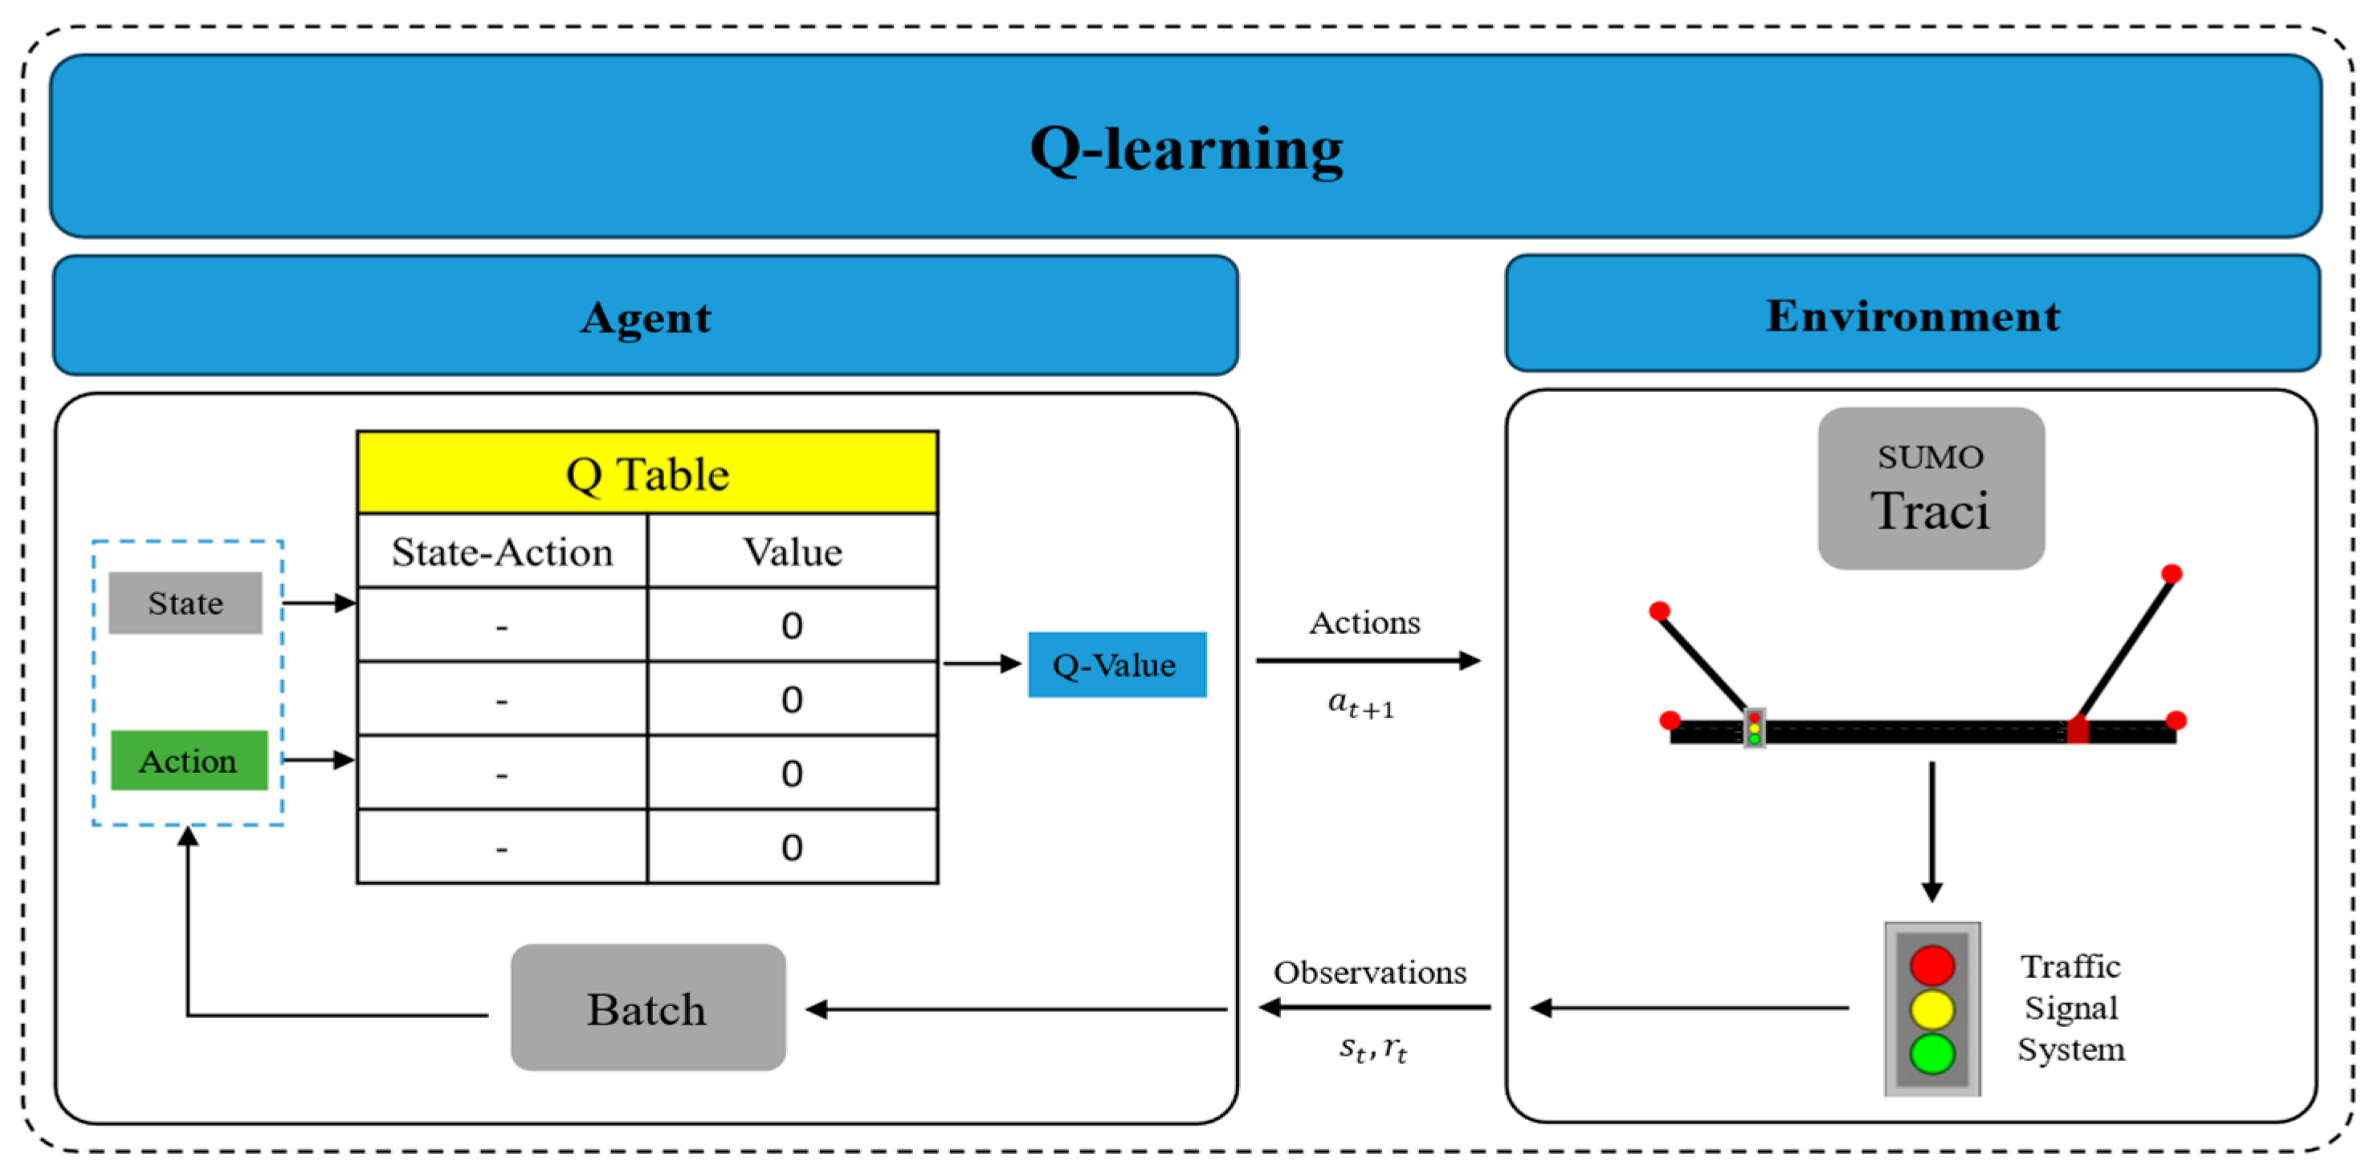 Q-learning
Agent
Environment
Q Table
State-Action Value
- 0
- 0
- 0
- 0
State
Action
Q-Value
Batch
Actions
a_{t+1}
Observations
s_t, r_t
SUMO
Traci
Traffic
Signal
System